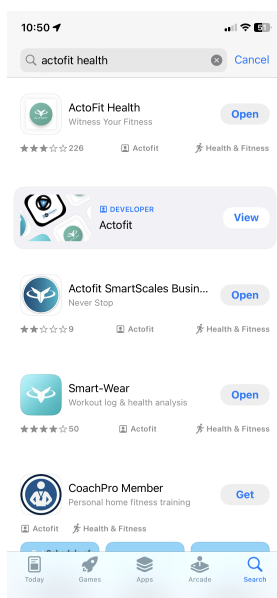 10:50
actofit health
Cancel
ActoFit Health
Witness Your Fitness
Open
★★★☆☆ 226
Actofit
Health & Fitness
DEVELOPER
Actofit
View
Actofit SmartScales Busin...
Never Stop
Open
★★☆☆☆ 9
Actofit
Health & Fitness
Smart-Wear
Workout log & health analysis
Open
★★★★☆ 50
Actofit
Health & Fitness
CoachPro Member
Personal home fitness training
Get
Actofit
Health & Fitness
Today
Games
Apps
Arcade
Search